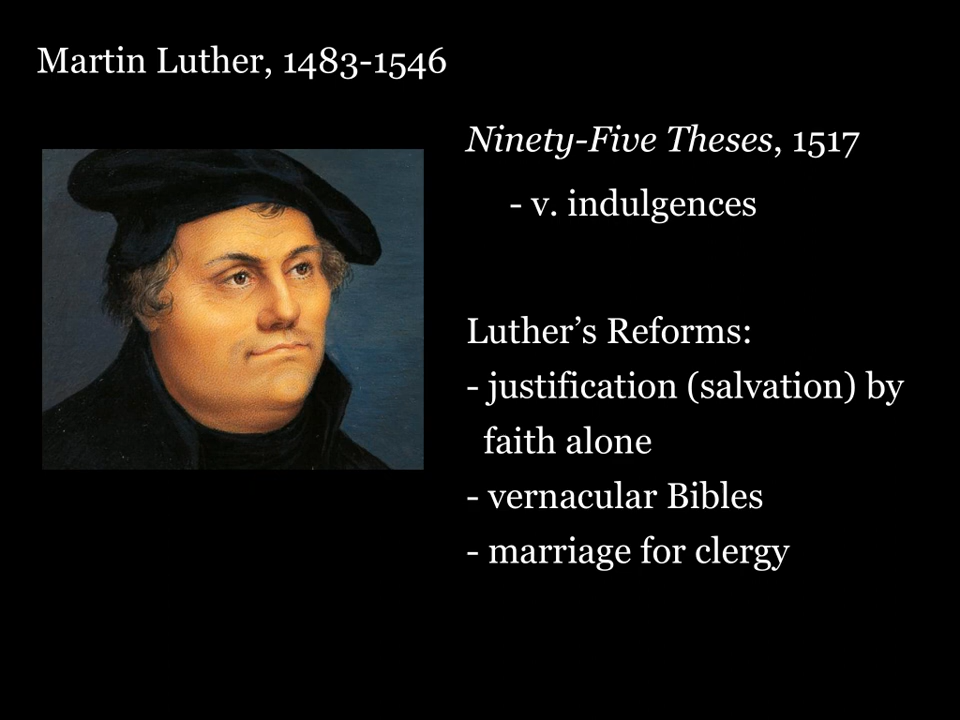 Martin Luther, 1483-1546
Ninety-Five Theses, 1517
- v. indulgences
Luther’s Reforms:
- justification (salvation) by
faith alone
- vernacular Bibles
- marriage for clergy